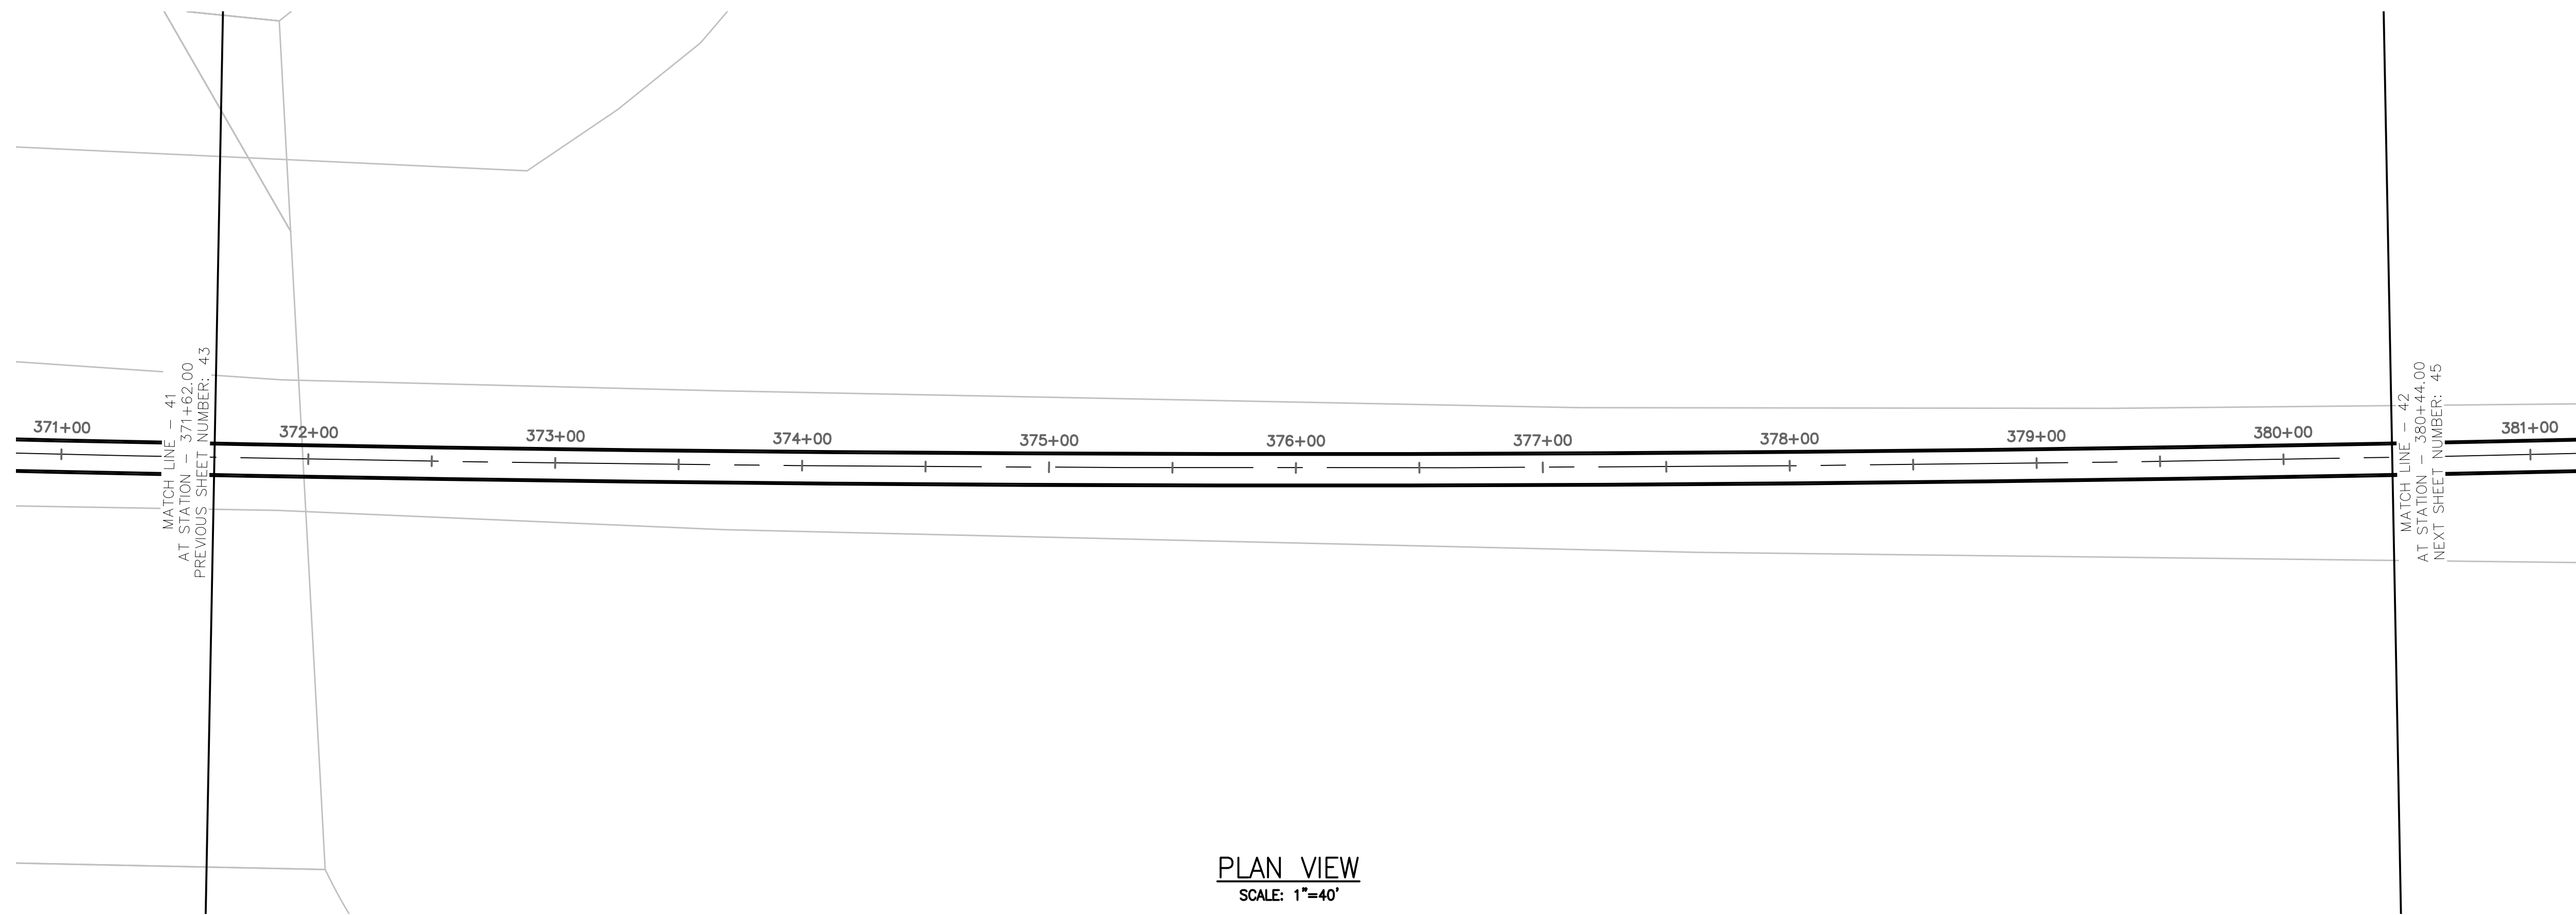 MATCH LINE - 41
AT STATION - 371+62.00
PREVIOUS SHEET NUMBER: 43
371+00
372+00
373+00
374+00
375+00
376+00
377+00
378+00
379+00
380+00
381+00
MATCH LINE - 42
AT STATION - 380+44.00
NEXT SHEET NUMBER: 45
PLAN VIEW
SCALE: 1"=40'